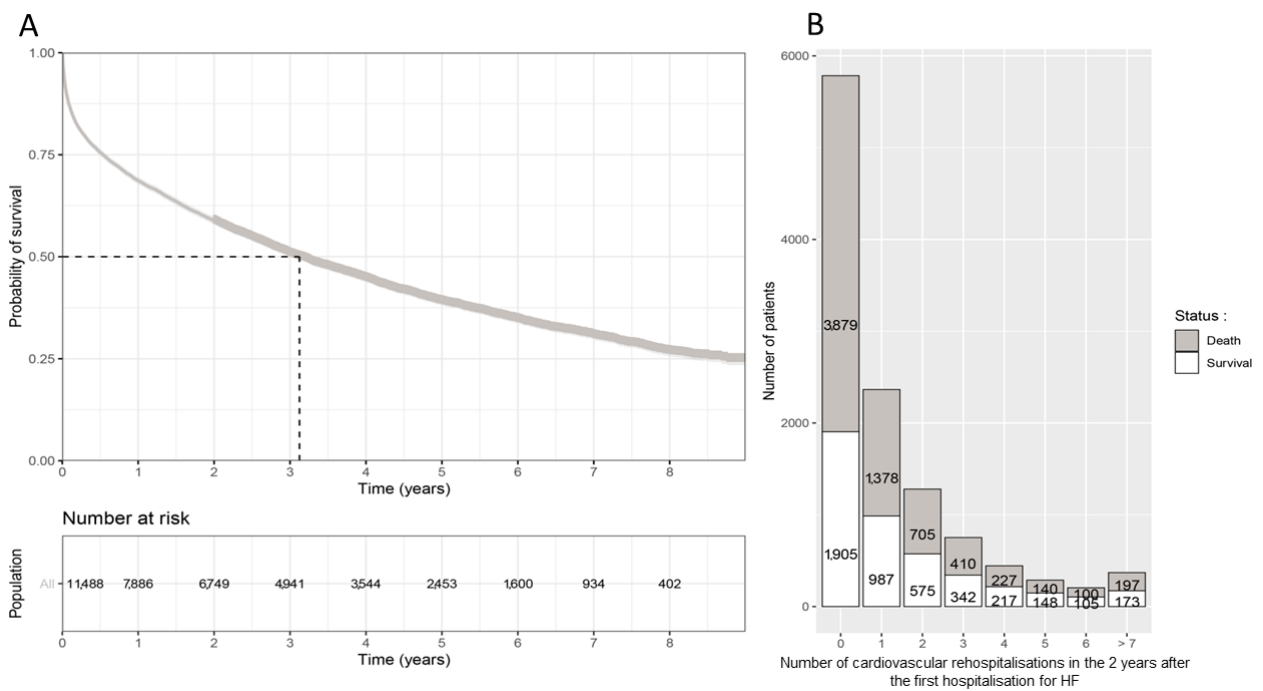 A
1.00
0.75
0.50
0.25
0.00
Probability of survival
0 1 2 3 4 5 6 7 8
Time (years)
Number at risk
Population
All 11,488 7,886 6,749 4,941 3,544 2,453 1,600 934 402
0 1 2 3 4 5 6 7 8
Time (years)
B
6000
4000
2000
0
Number of patients
3,879
1,905
1,378
987
705
575
410
342
227
217
140
148
100
105
197
173
0 1 2 3 4 5 6 >7
Number of cardiovascular rehospitalisations in the 2 years after
the first hospitalisation for HF
Status :
Death
Survival